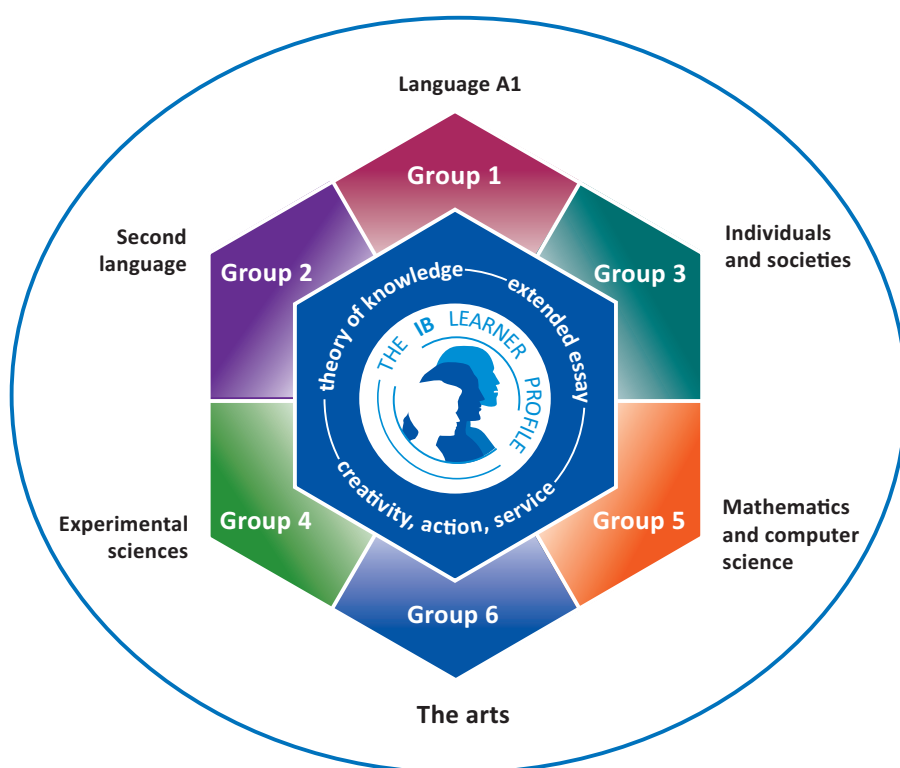 Language A1
Group 1
Second
language
Group 2
Group 3
Individuals
and societies
theory of knowledge
extended essay
THE IB LEARNER PROFILE
creativity, action, service
Experimental
sciences
Group 4
Group 5
Mathematics
and computer
science
Group 6
The arts